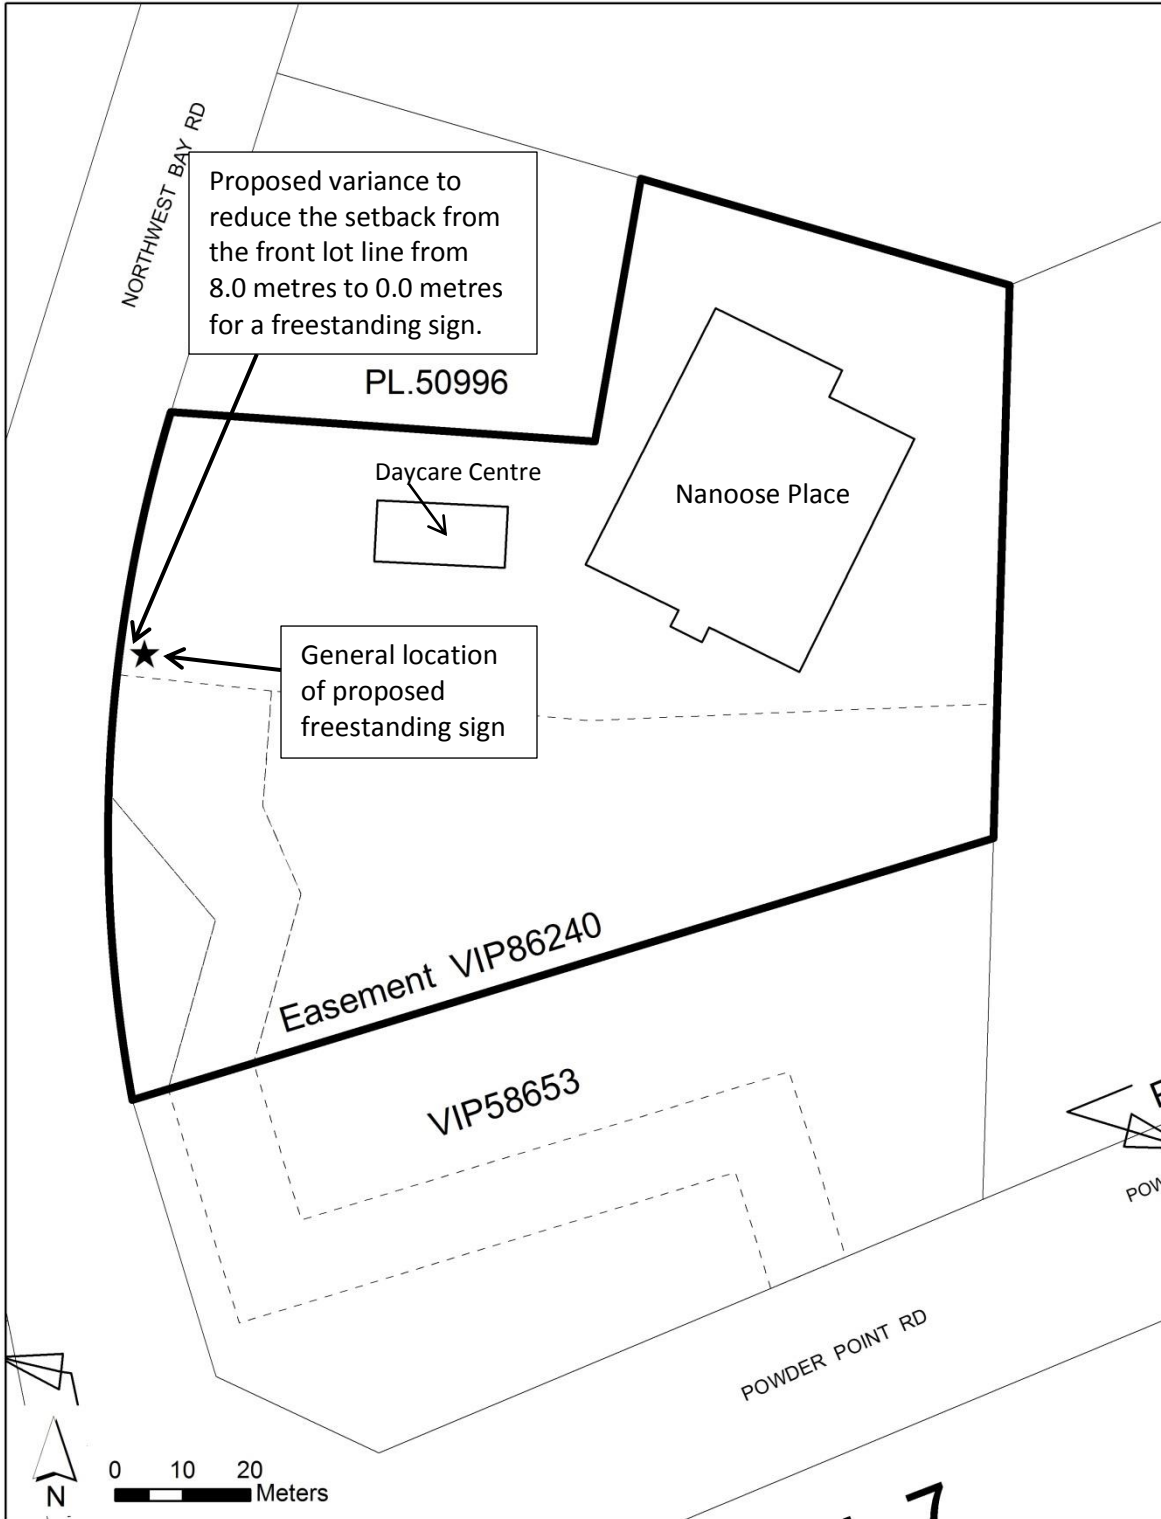 NORTHWEST BAY RD
Proposed variance to
reduce the setback from
the front lot line from
8.0 metres to 0.0 metres
for a freestanding sign.
PL.50996
Daycare Centre
Nanoose Place
General location
of proposed
freestanding sign
Easement VIP86240
VIP58653
POWDER POINT RD
N
0 10 20
Meters
7